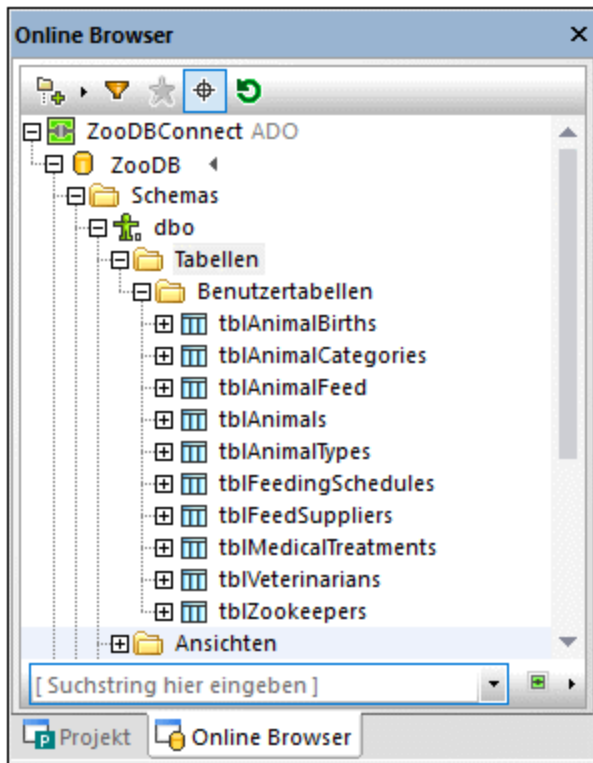 Online Browser
ZooDBConnect ADO
ZooDB
Schemas
dbo
Tabellen
Benutzertabellen
tblAnimalBirths
tblAnimalCategories
tblAnimalFeed
tblAnimals
tblAnimalTypes
tblFeedingSchedules
tblFeedSuppliers
tblMedicalTreatments
tblVeterinarians
tblZookeepers
Ansichten
[ Suchstring hier eingeben ]
Projekt Online Browser